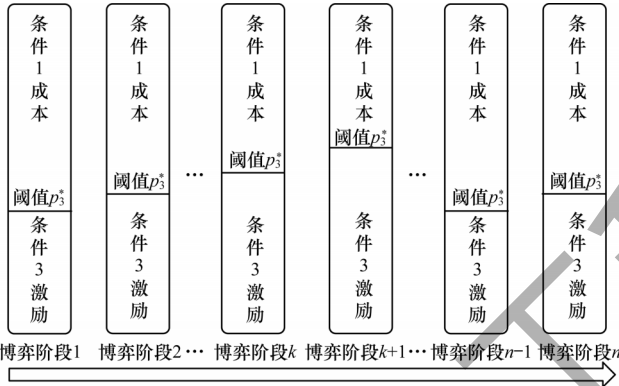 条件1成本
阈值p₃*
条件3激励
博弈阶段1
条件1成本
阈值p₃*
条件3激励
博弈阶段2
…
…
条件1成本
阈值p₃*
条件3激励
博弈阶段k
条件1成本
阈值p₃*
条件3激励
博弈阶段k+1
…
…
条件1成本
阈值p₃*
条件3激励
博弈阶段n−1
条件1成本
阈值p₃*
条件3激励
博弈阶段n